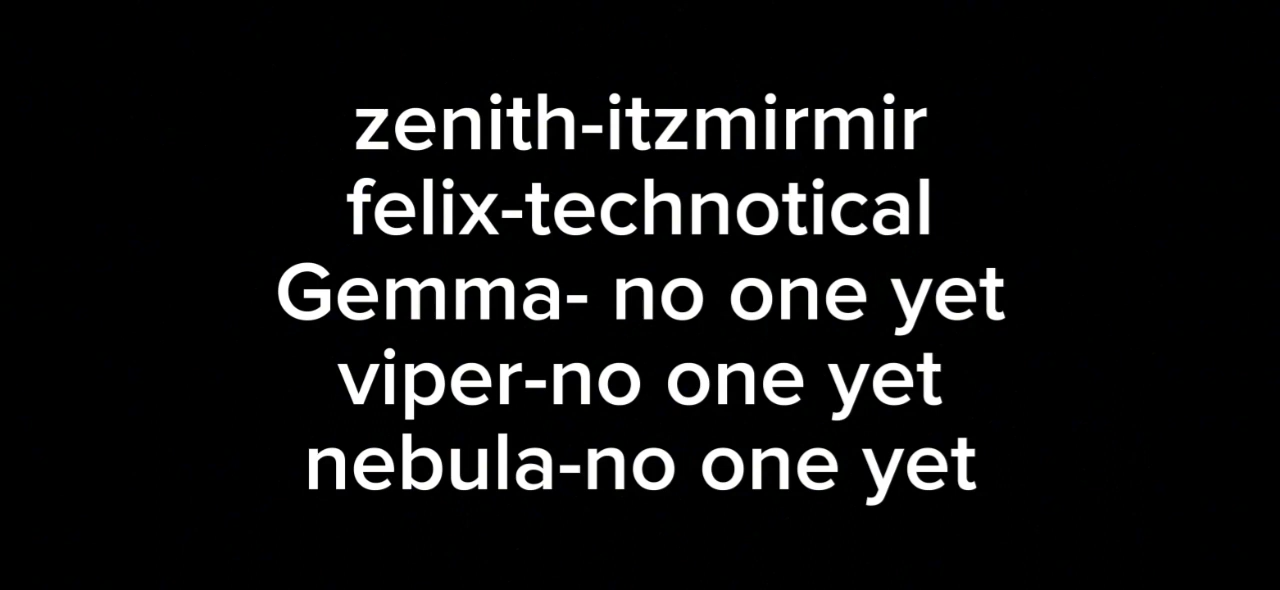 zenith-itzmirmir
felix-technotical
Gemma- no one yet
viper-no one yet
nebula-no one yet